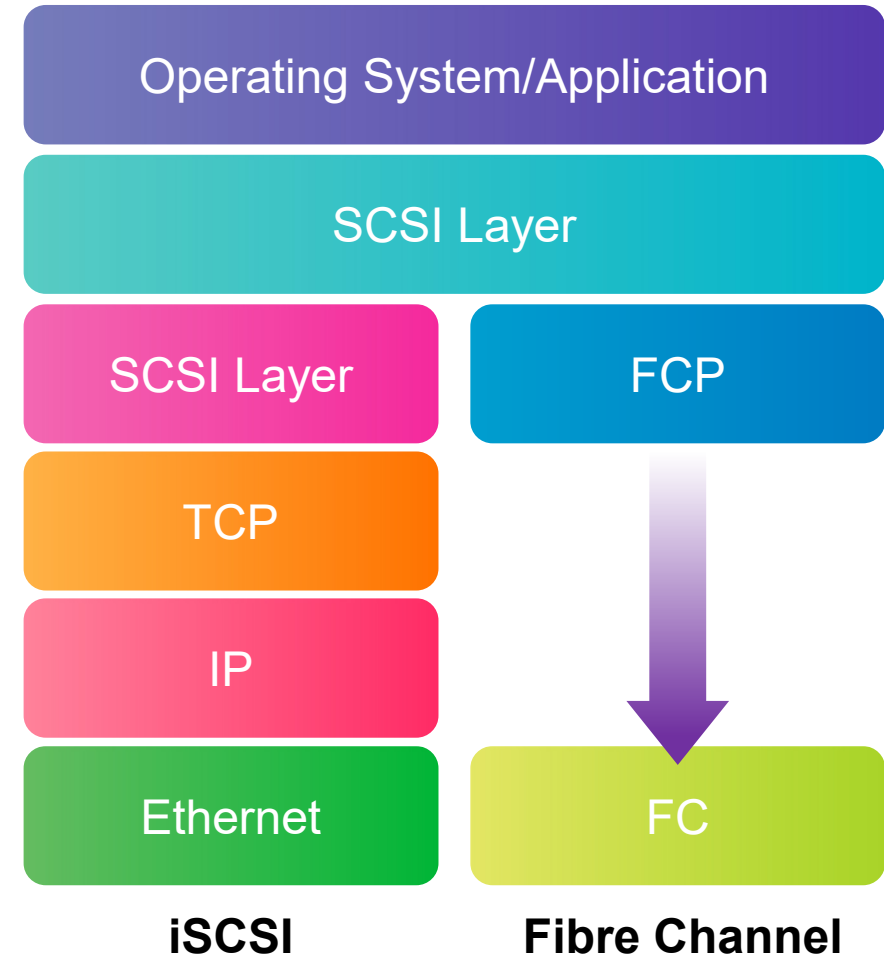 Operating System/Application
SCSI Layer
SCSI Layer
FCP
TCP
IP
Ethernet
FC
iSCSI
Fibre Channel